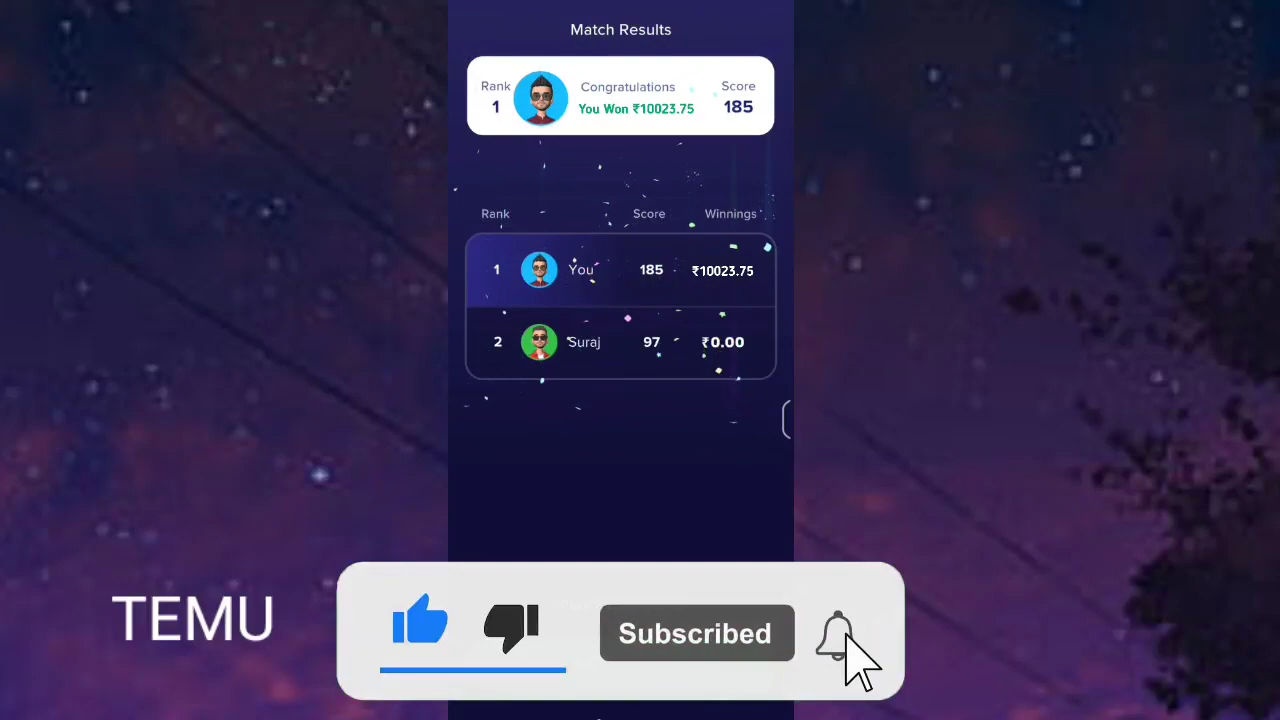 Match Results
Rank Congratulations Score
1 You Won ₹10023.75 185
Rank Score Winnings
1 You 185 ₹10023.75
2 Suraj 97 ₹0.00
TEMU
Subscribed